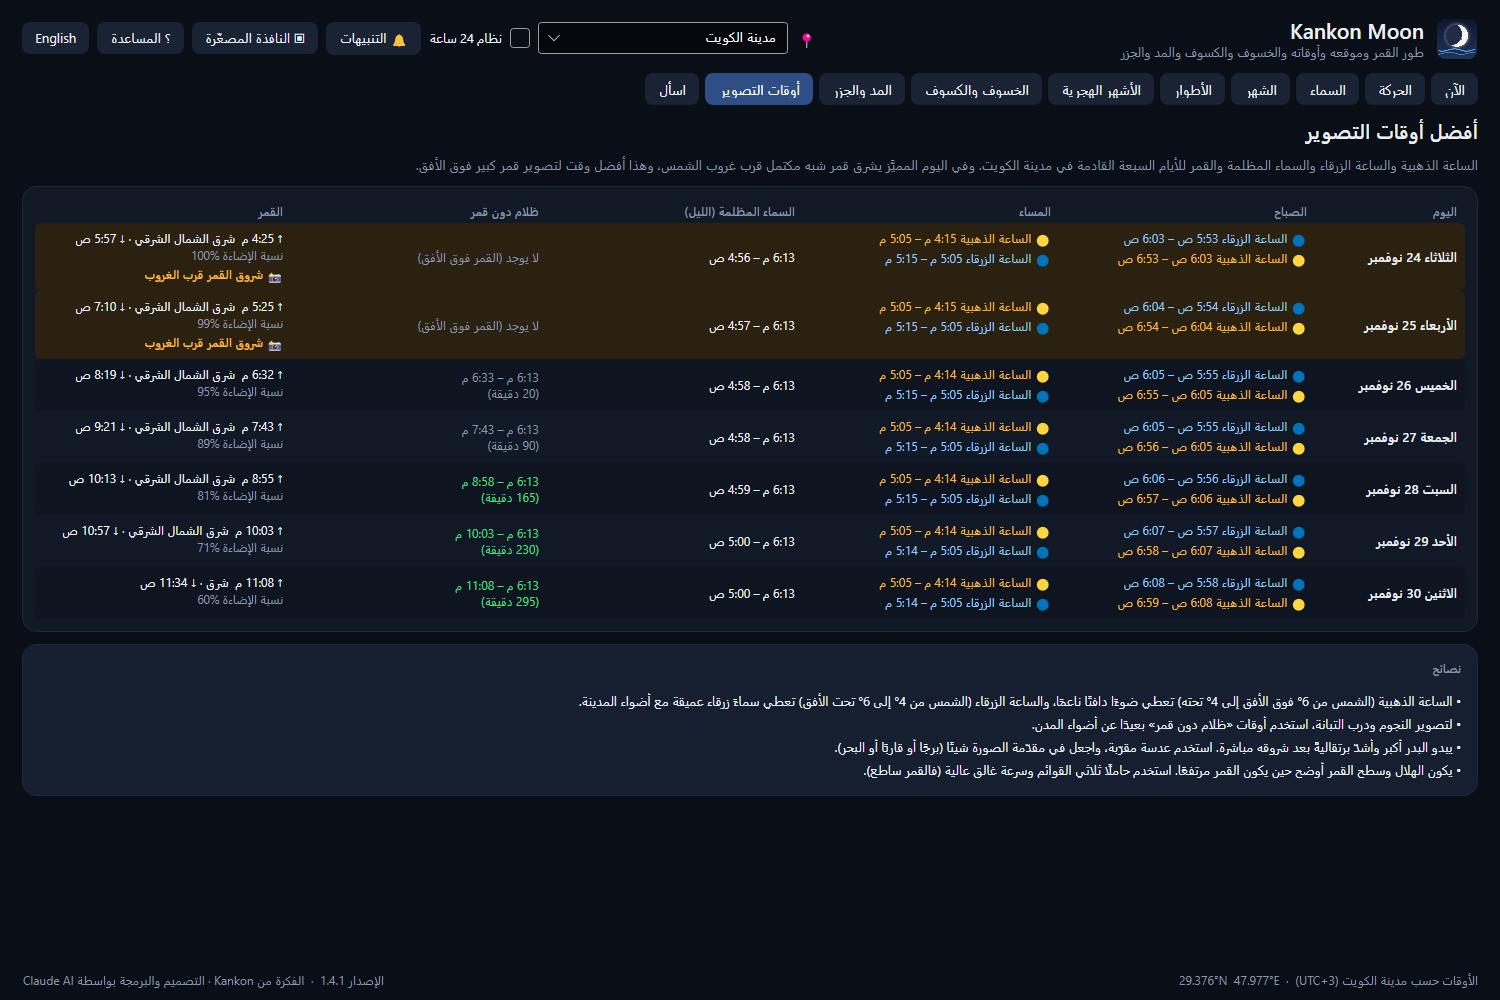 Kankon Moon
طور القمر وموقعه وأوقاته والخسوف والكسوف والمد والجزر
مدينة الكويت
نظام 24 ساعة
التنبيهات
النافذة المصغّرة
؟ المساعدة
English
الآن
الحركة
السماء
الشهر
الأطوار
الأشهر الهجرية
الخسوف والكسوف
المد والجزر
أوقات التصوير
اسأل
أفضل أوقات التصوير
الساعة الذهبية والساعة الزرقاء والسماء المظلمة والقمر للأيام السبعة القادمة في مدينة الكويت. وفي اليوم المميَّز يشرق قمر شبه مكتمل قرب غروب الشمس، وهذا أفضل وقت لتصوير قمر كبير فوق الأفق.
اليوم الصباح المساء السماء المظلمة (الليل) ظلام دون قمر القمر
الثلاثاء 24 نوفمبر
الساعة الزرقاء 5:53 ص – 6:03 ص
الساعة الذهبية 6:03 ص – 6:53 ص
الساعة الذهبية 4:15 م – 5:05 م
الساعة الزرقاء 5:05 م – 5:15 م
6:13 م – 4:56 ص
لا يوجد (القمر فوق الأفق)
↑ 4:25 م شرق الشمال الشرقي · ↓ 5:57 ص
نسبة الإضاءة 100%
شروق القمر قرب الغروب
الأربعاء 25 نوفمبر
الساعة الزرقاء 5:54 ص – 6:04 ص
الساعة الذهبية 6:04 ص – 6:54 ص
الساعة الذهبية 4:15 م – 5:05 م
الساعة الزرقاء 5:05 م – 5:15 م
6:13 م – 4:57 ص
لا يوجد (القمر فوق الأفق)
↑ 5:25 م شرق الشمال الشرقي · ↓ 7:10 ص
نسبة الإضاءة 99%
شروق القمر قرب الغروب
الخميس 26 نوفمبر
الساعة الزرقاء 5:55 ص – 6:05 ص
الساعة الذهبية 6:05 ص – 6:55 ص
الساعة الذهبية 4:14 م – 5:05 م
الساعة الزرقاء 5:05 م – 5:15 م
6:13 م – 4:58 ص
6:13 م – 6:33 م
(20 دقيقة)
↑ 6:32 م شرق الشمال الشرقي · ↓ 8:19 ص
نسبة الإضاءة 95%
الجمعة 27 نوفمبر
الساعة الزرقاء 5:55 ص – 6:05 ص
الساعة الذهبية 6:05 ص – 6:56 ص
الساعة الذهبية 4:14 م – 5:05 م
الساعة الزرقاء 5:05 م – 5:15 م
6:13 م – 4:58 ص
6:13 م – 7:43 م
(90 دقيقة)
↑ 7:43 م شرق الشمال الشرقي · ↓ 9:21 ص
نسبة الإضاءة 89%
السبت 28 نوفمبر
الساعة الزرقاء 5:56 ص – 6:06 ص
الساعة الذهبية 6:06 ص – 6:57 ص
الساعة الذهبية 4:14 م – 5:05 م
الساعة الزرقاء 5:05 م – 5:15 م
6:13 م – 4:59 ص
6:13 م – 8:58 م
(165 دقيقة)
↑ 8:55 م شرق الشمال الشرقي · ↓ 10:13 ص
نسبة الإضاءة 81%
الأحد 29 نوفمبر
الساعة الزرقاء 5:57 ص – 6:07 ص
الساعة الذهبية 6:07 ص – 6:58 ص
الساعة الذهبية 4:14 م – 5:05 م
الساعة الزرقاء 5:05 م – 5:14 م
6:13 م – 5:00 ص
6:13 م – 10:03 م
(230 دقيقة)
↑ 10:03 م شرق الشمال الشرقي · ↓ 10:57 ص
نسبة الإضاءة 71%
الاثنين 30 نوفمبر
الساعة الزرقاء 5:58 ص – 6:08 ص
الساعة الذهبية 6:08 ص – 6:59 ص
الساعة الذهبية 4:14 م – 5:05 م
الساعة الزرقاء 5:05 م – 5:14 م
6:13 م – 5:00 ص
6:13 م – 11:08 م
(295 دقيقة)
↑ 11:08 م شرق · ↓ 11:34 ص
نسبة الإضاءة 60%
نصائح
• الساعة الذهبية (الشمس من 6° فوق الأفق إلى 4° تحته) تعطي ضوءًا دافئًا ناعمًا، والساعة الزرقاء (الشمس من 4° إلى 6° تحت الأفق) تعطي سماءً زرقاء عميقة مع أضواء المدينة.
• لتصوير النجوم ودرب التبانة، استخدم أوقات «ظلام دون قمر» بعيدًا عن أضواء المدن.
• يبدو البدر أكبر وأشدّ برتقاليةً بعد شروقه مباشرة. استخدم عدسة مقرّبة، واجعل في مقدّمة الصورة شيئًا (برجًا أو قاربًا أو البحر).
• يكون الهلال وسطح القمر أوضح حين يكون القمر مرتفعًا. استخدم حاملًا ثلاثي القوائم وسرعة غالق عالية (فالقمر ساطع).
الأوقات حسب مدينة الكويت (UTC+3) · 29.376°N 47.977°E
الإصدار 1.4.1 · الفكرة من Kankon · التصميم والبرمجة بواسطة Claude AI